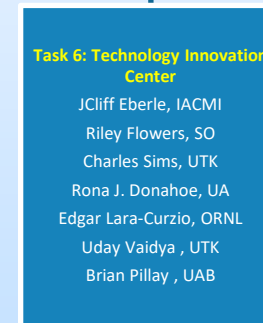 Task 6: Technology Innovation
Center
JCliff Eberle, IACMI
Riley Flowers, SO
Charles Sims, UTK
Rona J. Donahoe, UA
Edgar Lara-Curzio, ORNL
Uday Vaidya , UTK
Brian Pillay , UAB